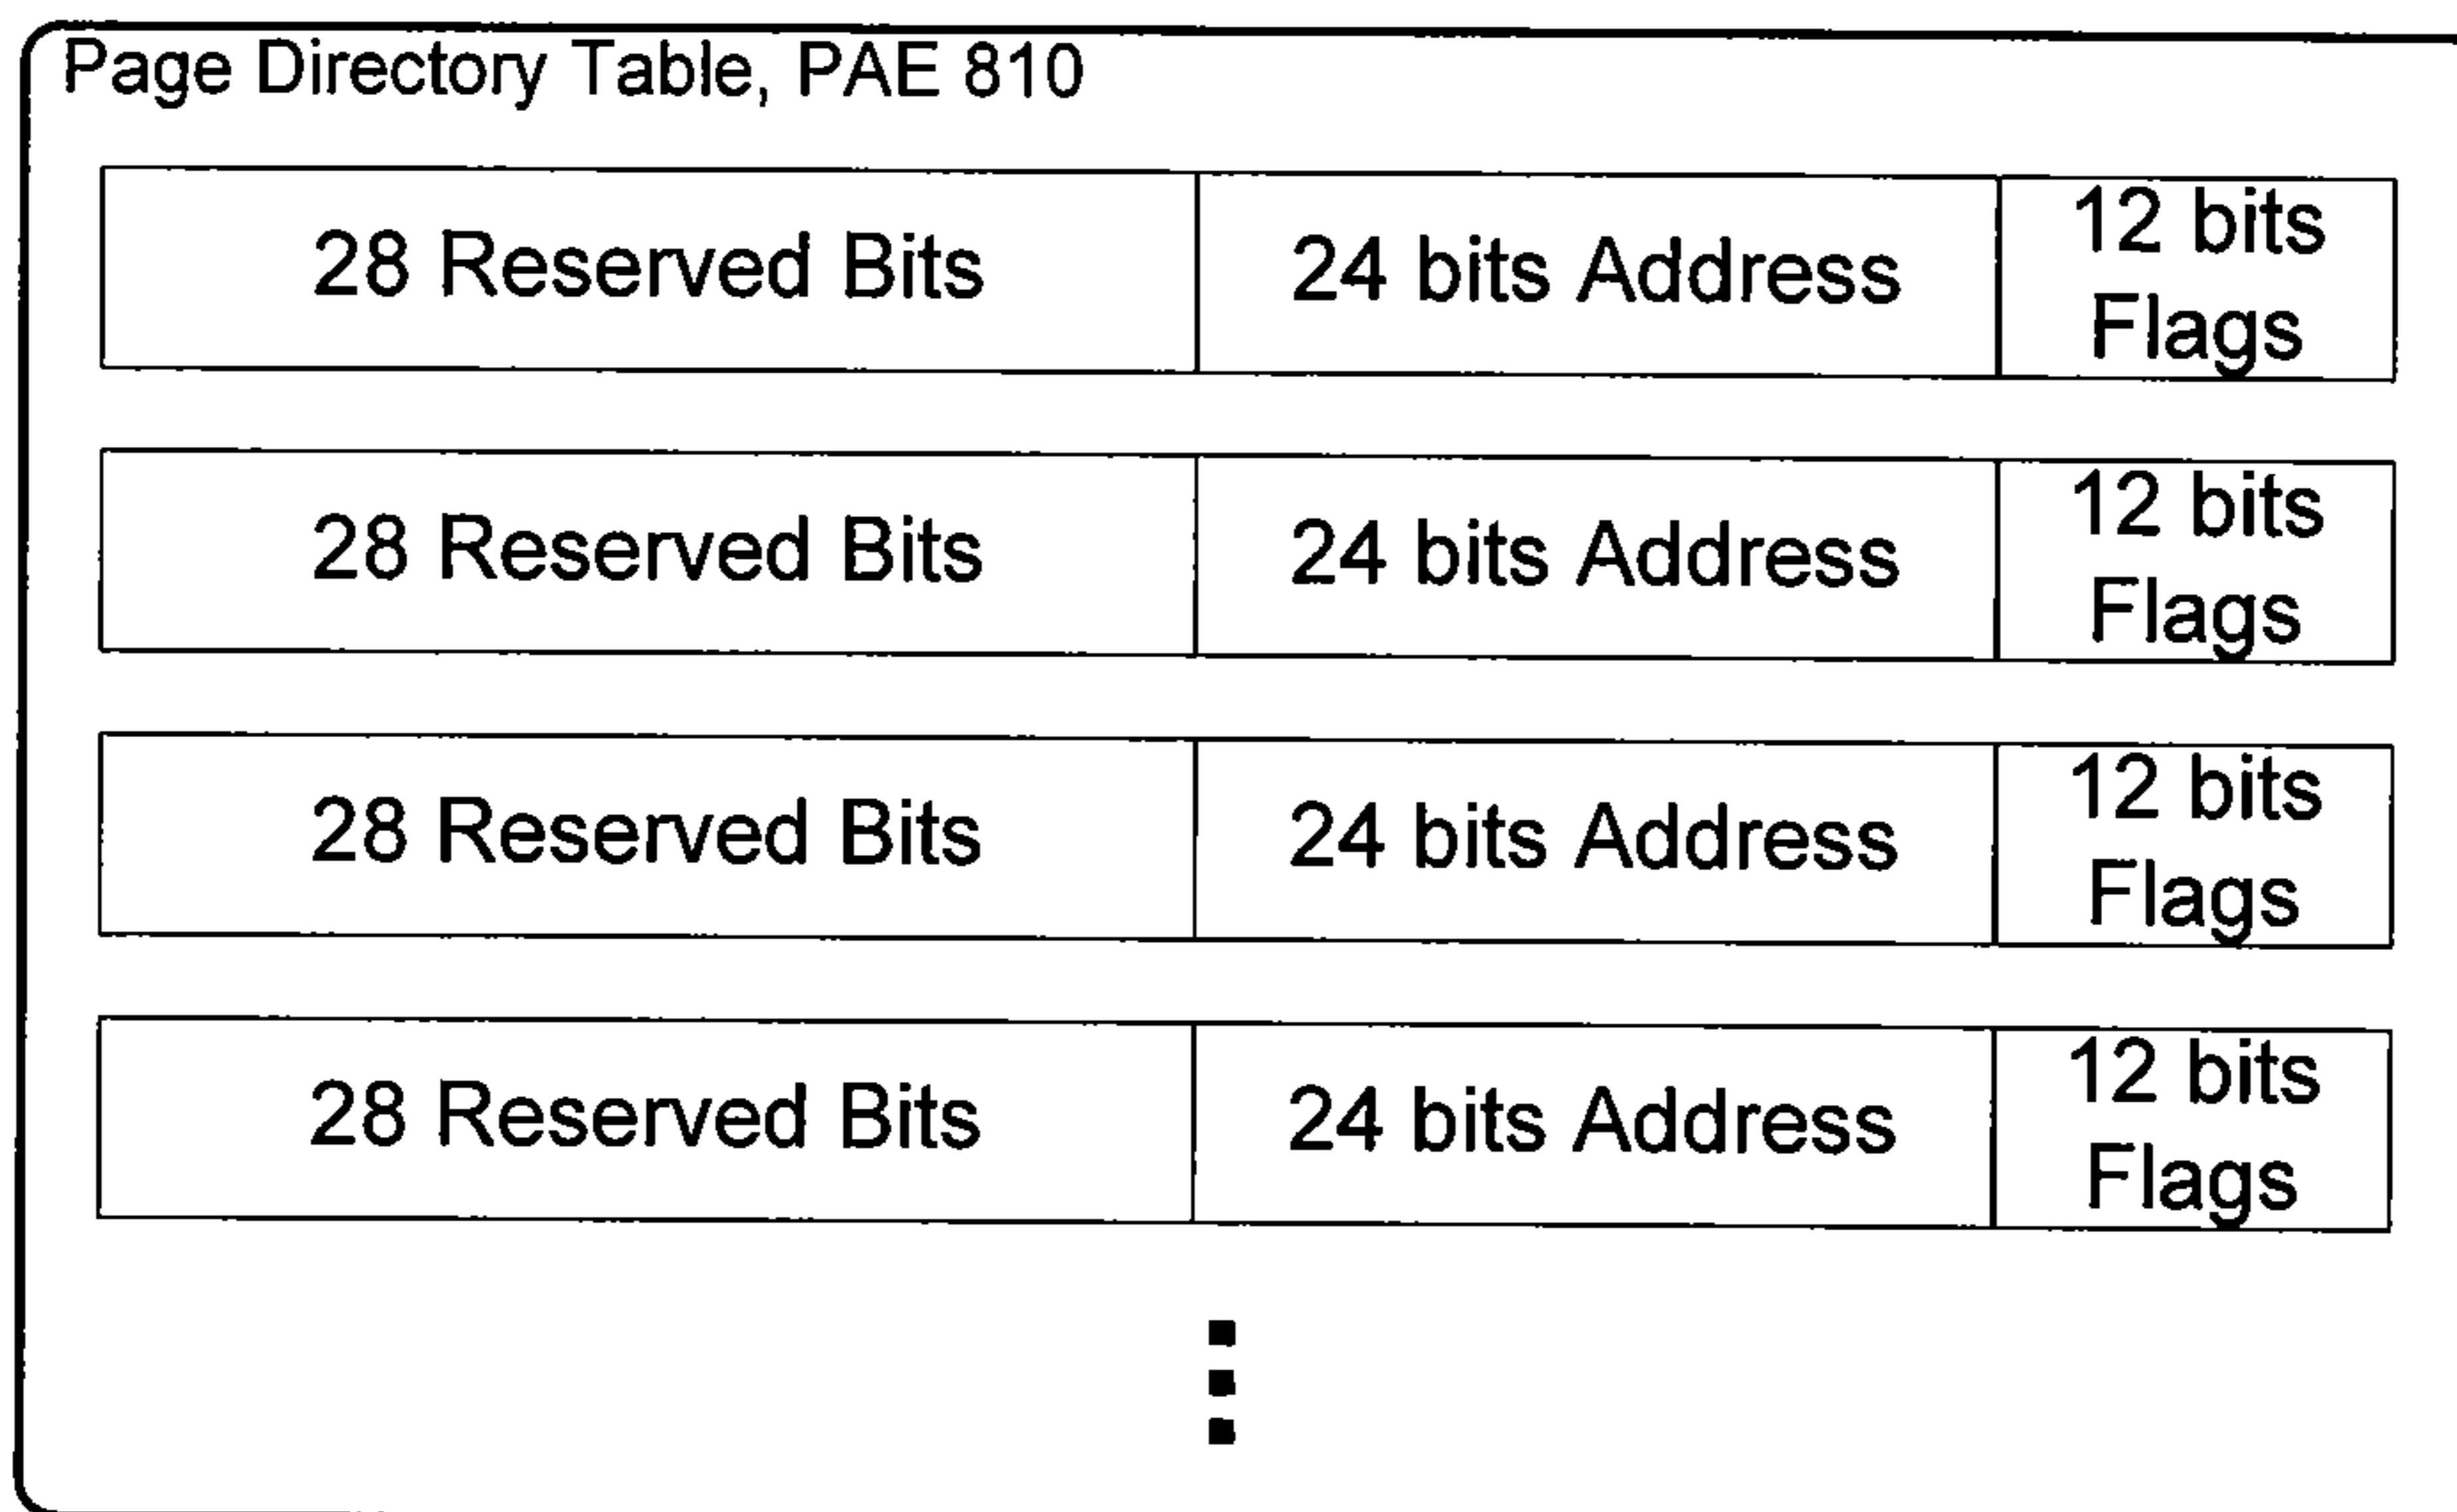 Page Directory Table, PAE 810
28 Reserved Bits 24 bits Address 12 bits
Flags
28 Reserved Bits 24 bits Address 12 bits
Flags
28 Reserved Bits 24 bits Address 12 bits
Flags
28 Reserved Bits 24 bits Address 12 bits
Flags